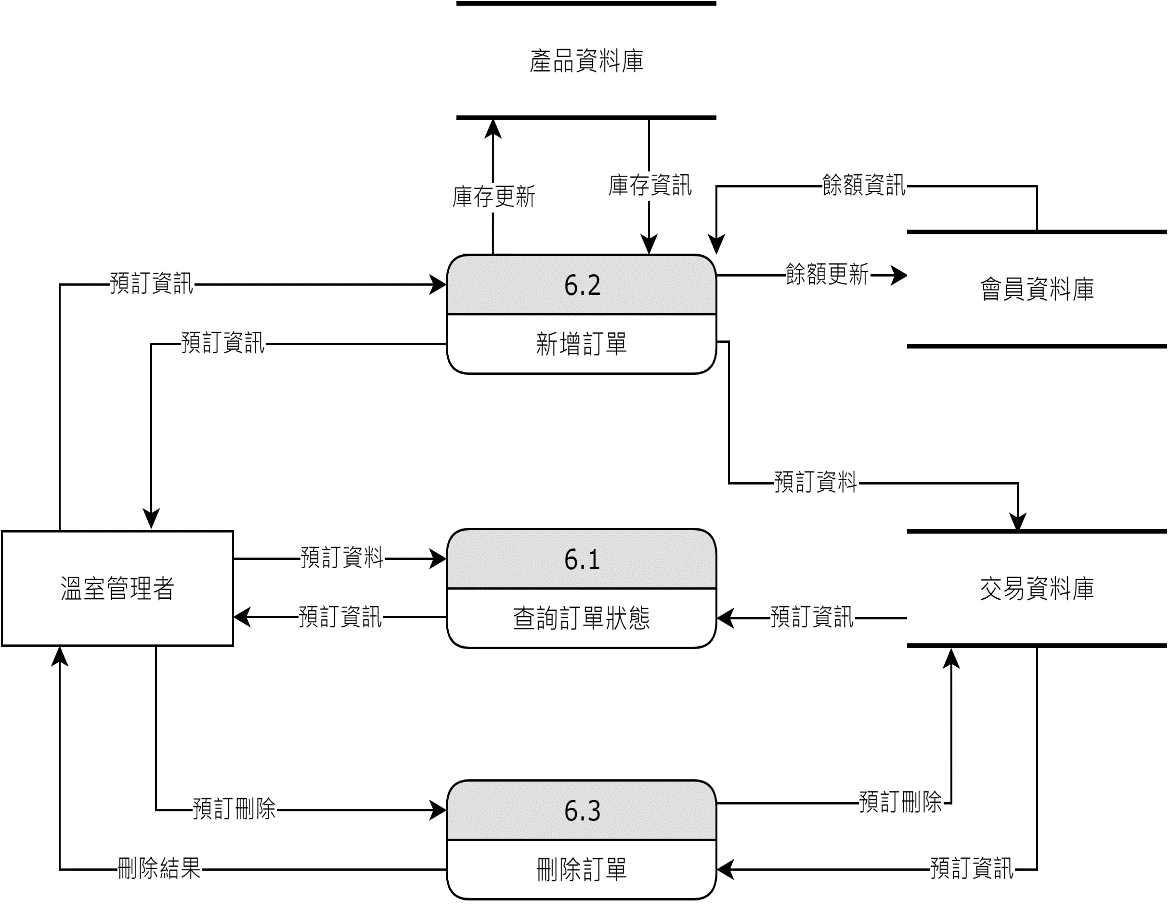 產品資料庫
庫存更新
庫存資訊
餘額資訊
6.2
餘額更新
會員資料庫
預訂資訊
新增訂單
預訂資訊
預訂資料
預訂資料
6.1
溫室管理者
交易資料庫
預訂資訊
查詢訂單狀態
預訂資訊
預訂刪除
6.3
預訂刪除
刪除結果
刪除訂單
預訂資訊